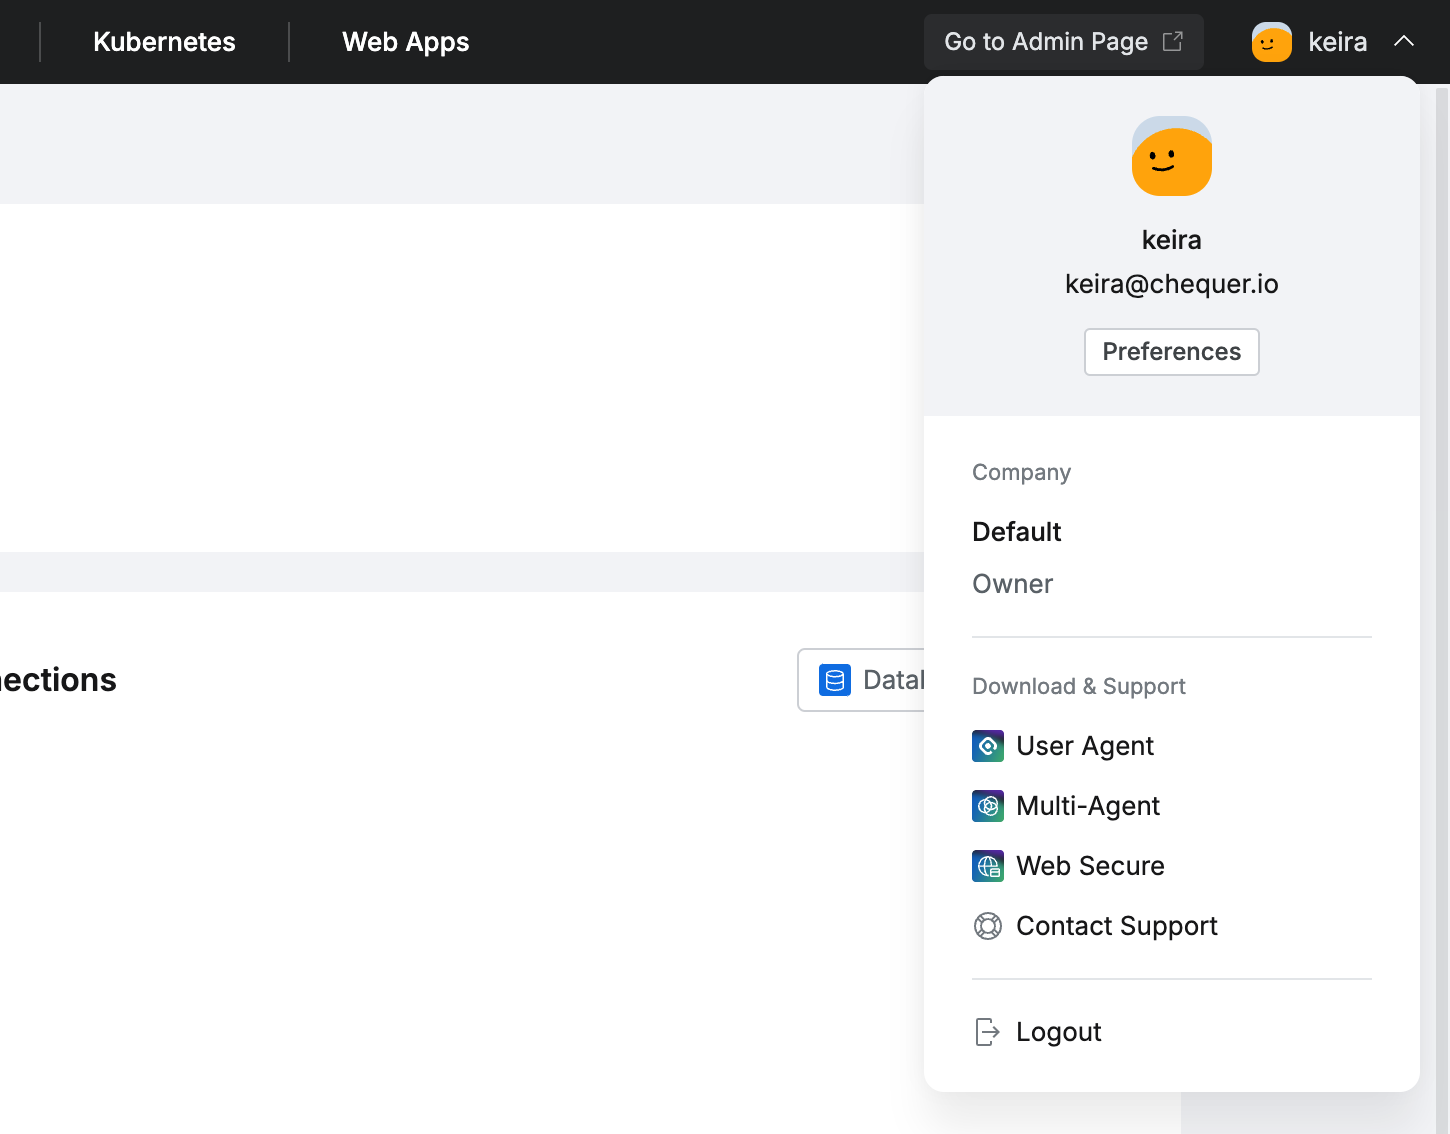 Kubernetes
Web Apps
Go to Admin Page
keira
keira
keira@chequer.io
Preferences
Company
Default
Owner
ections
Download & Support
User Agent
Multi-Agent
Web Secure
Contact Support
Logout